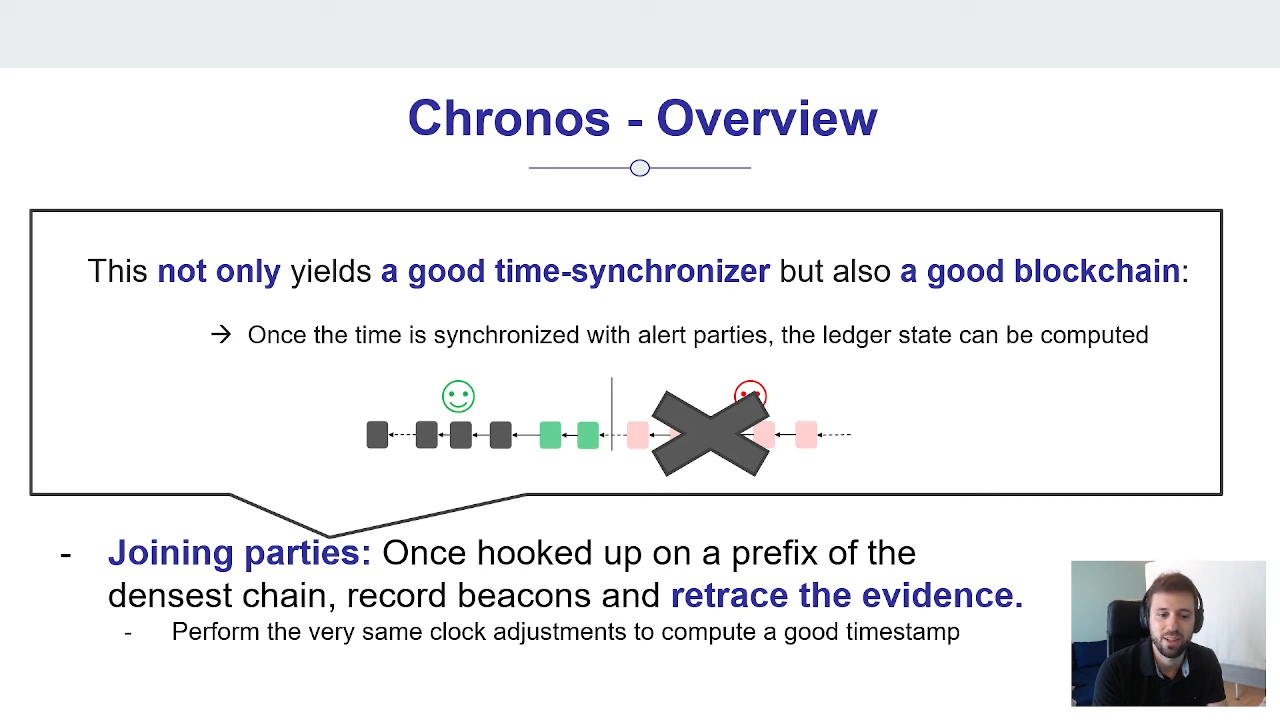 Chronos - Overview
This not only yields a good time-synchronizer but also a good blockchain:
→ Once the time is synchronized with alert parties, the ledger state can be computed
- Joining parties: Once hooked up on a prefix of the
densest chain, record beacons and retrace the evidence.
- Perform the very same clock adjustments to compute a good timestamp